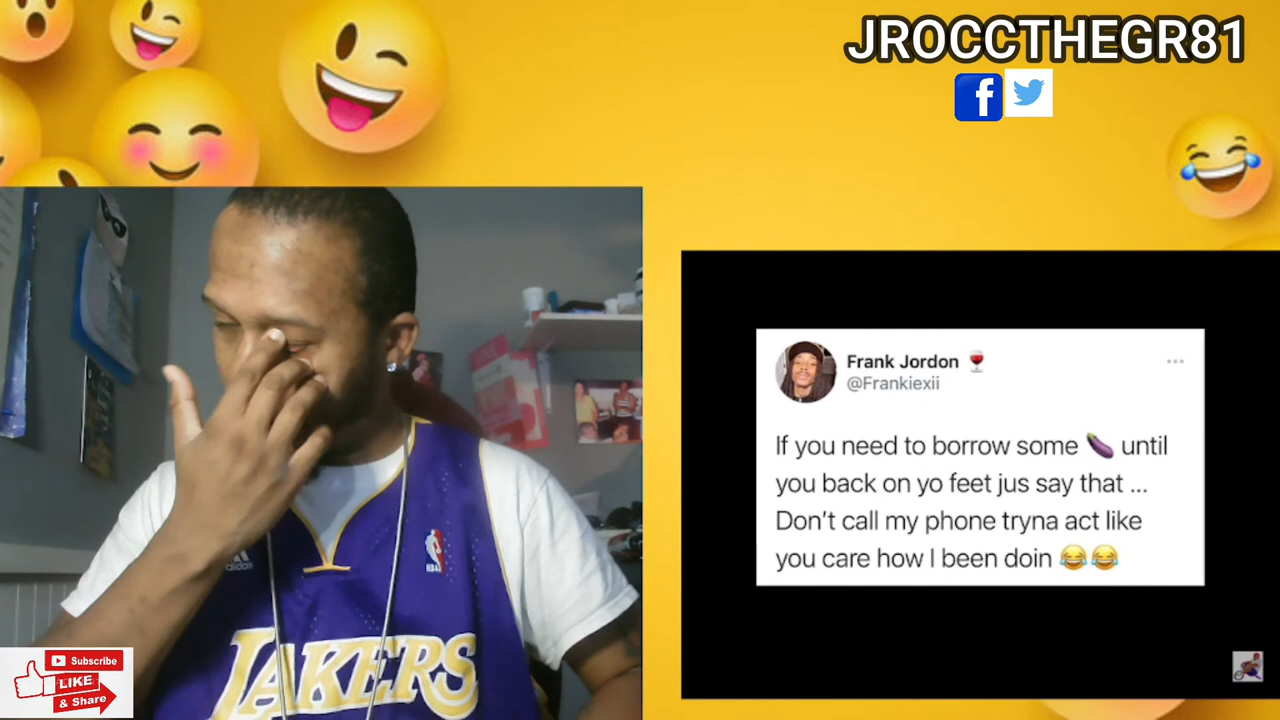 JROCCTHEGR81
f
Frank Jordon 🍷
@Frankiexii
...
If you need to borrow some 🍆 until
you back on yo feet jus say that ...
Don't call my phone tryna act like
you care how I been doin 😂😂
adidas
NBA
LAKERS
Subscribe
LIKE
& Share